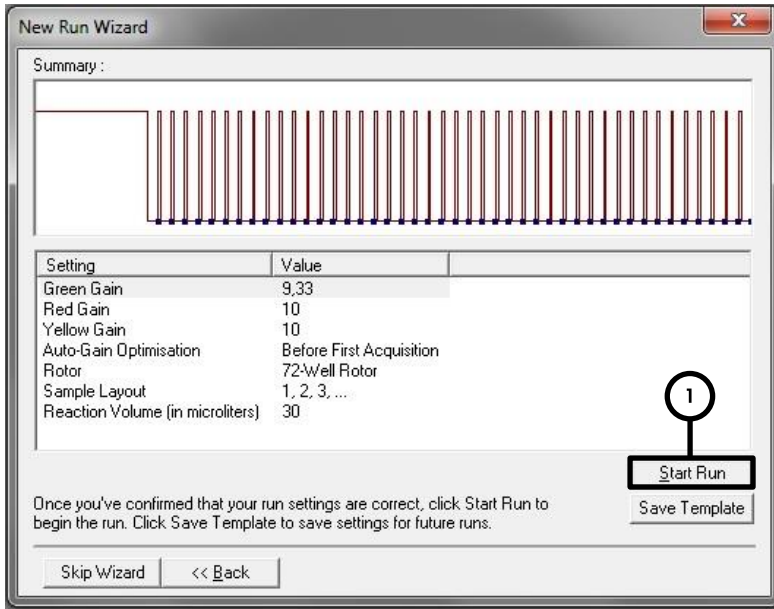 New Run Wizard
Summary :
Setting Value
Green Gain 9,33
Red Gain 10
Yellow Gain 10
Auto-Gain Optimisation Before First Acquisition
Rotor 72-Well Rotor
Sample Layout 1, 2, 3, ...
Reaction Volume (in microliters) 30
1
Start Run
Once you've confirmed that your run settings are correct, click Start Run to
begin the run. Click Save Template to save settings for future runs.
Save Template
Skip Wizard << Back